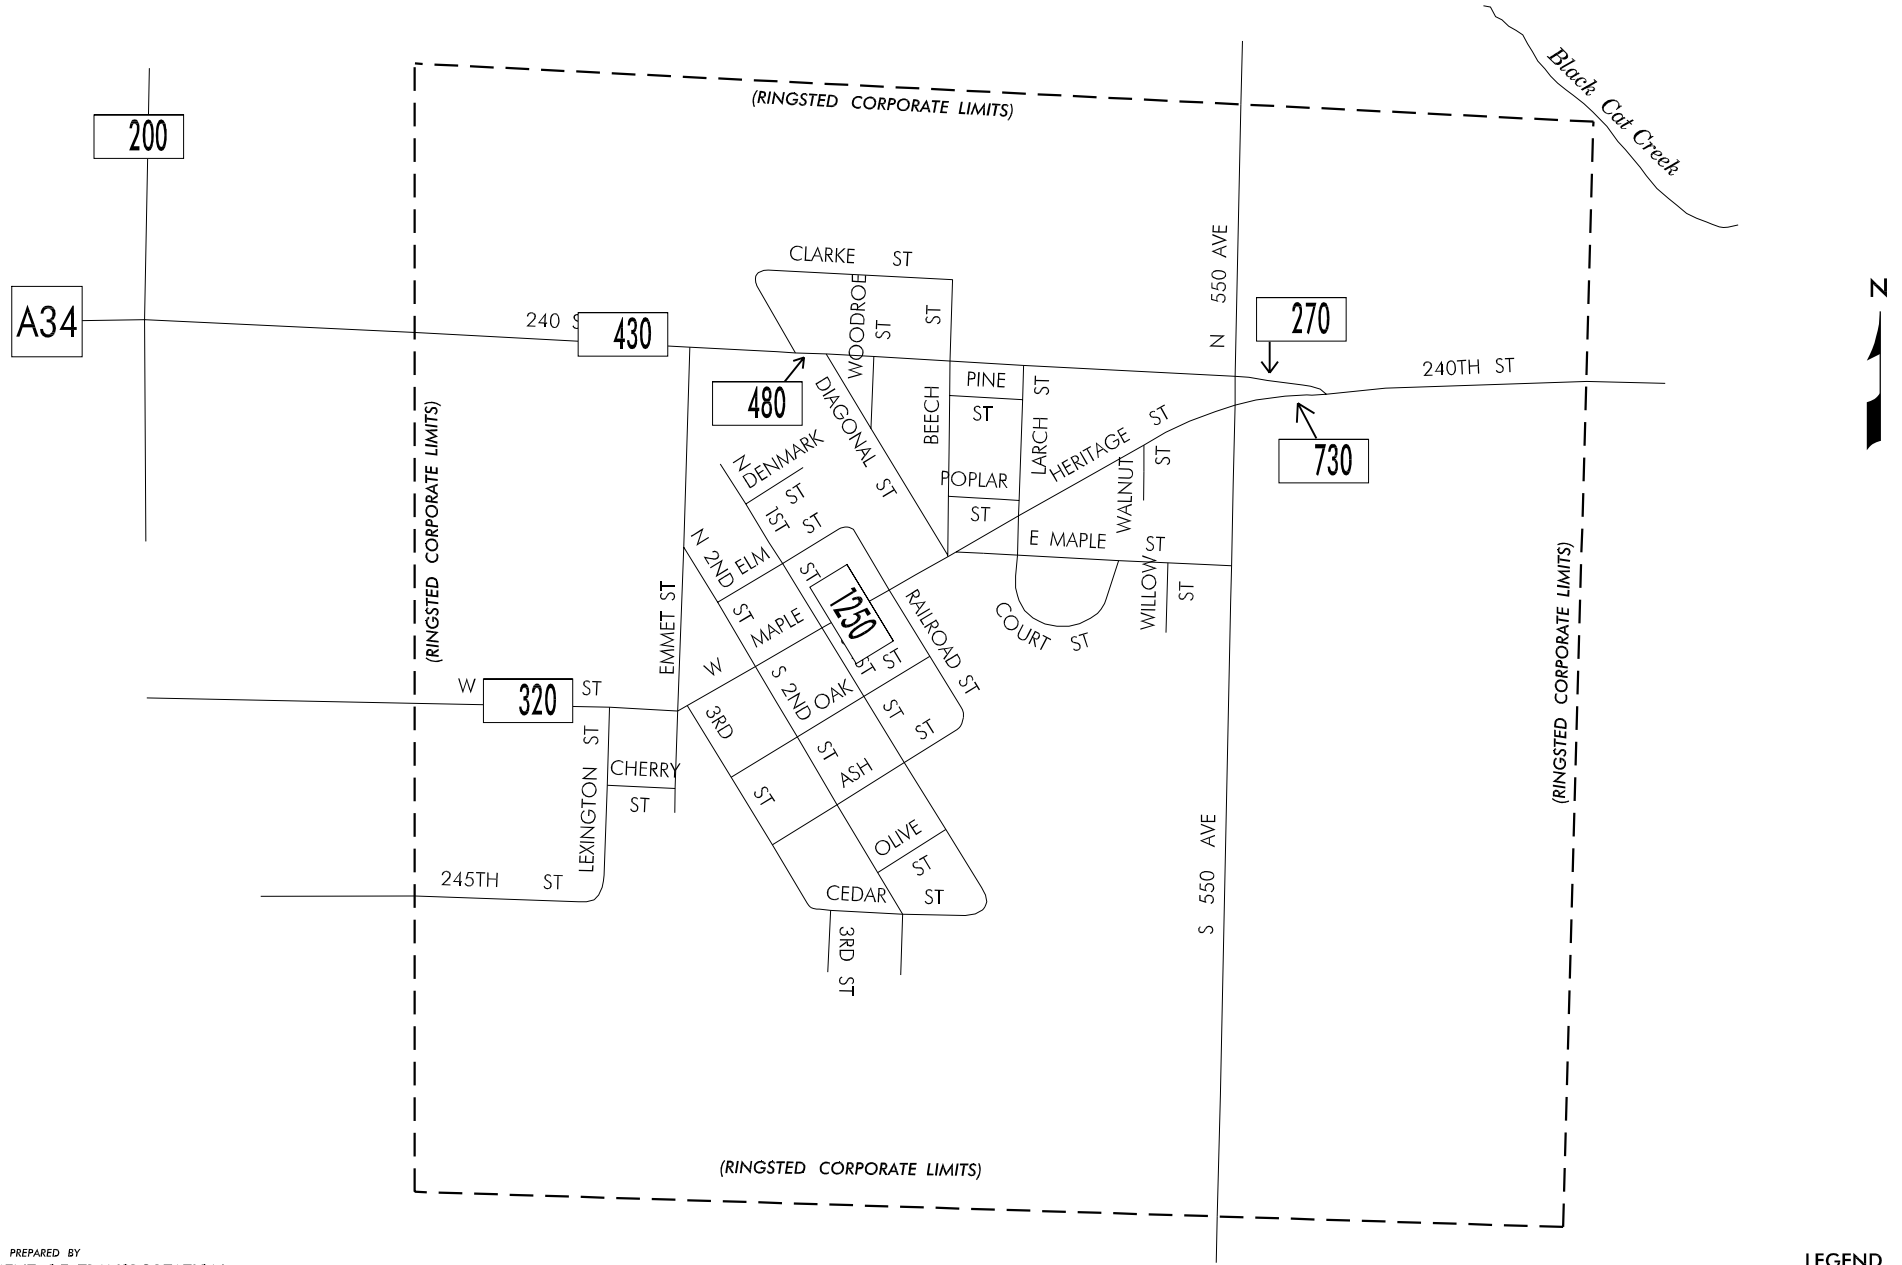 Black Cat Creek
(RINGSTED CORPORATE LIMITS)
200
N 550 AVE
CLARKE ST
WOODROE ST
N
A34
240
430
270
480
PINE ST
LARCH ST
240TH ST
730
DIAGONAL ST
BEECH ST
HERITAGE ST
WALNUT ST
(RINGSTED CORPORATE LIMITS)
N 1ST ST
DENMARK ST
POPLAR ST
N 2ND ST
ELM ST
E MAPLE ST
WILLOW ST
COURT ST
1250
RAILROAD ST
EMMET ST
W MAPLE ST
(RINGSTED CORPORATE LIMITS)
W 320 ST
S 2ND ST
OAK ST
ST
3RD ST
LEXINGTON ST
CHERRY ST
ASH ST
OLIVE ST
S 550 AVE
245TH ST
CEDAR ST
3RD ST
(RINGSTED CORPORATE LIMITS)
PREPARED BY
LEGEND